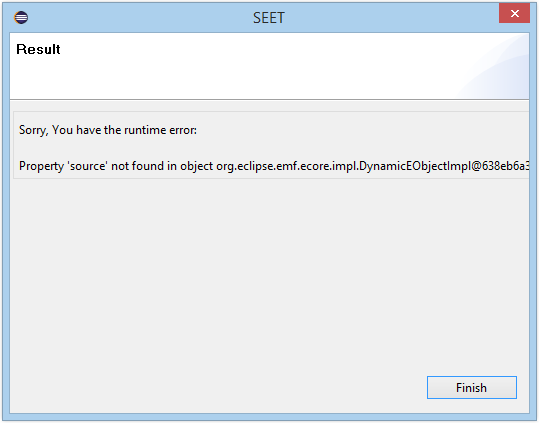 SEET
Result
Sorry, You have the runtime error:
Property 'source' not found in object org.eclipse.emf.ecore.impl.DynamicEObjectImpl@638eb6a3
Finish